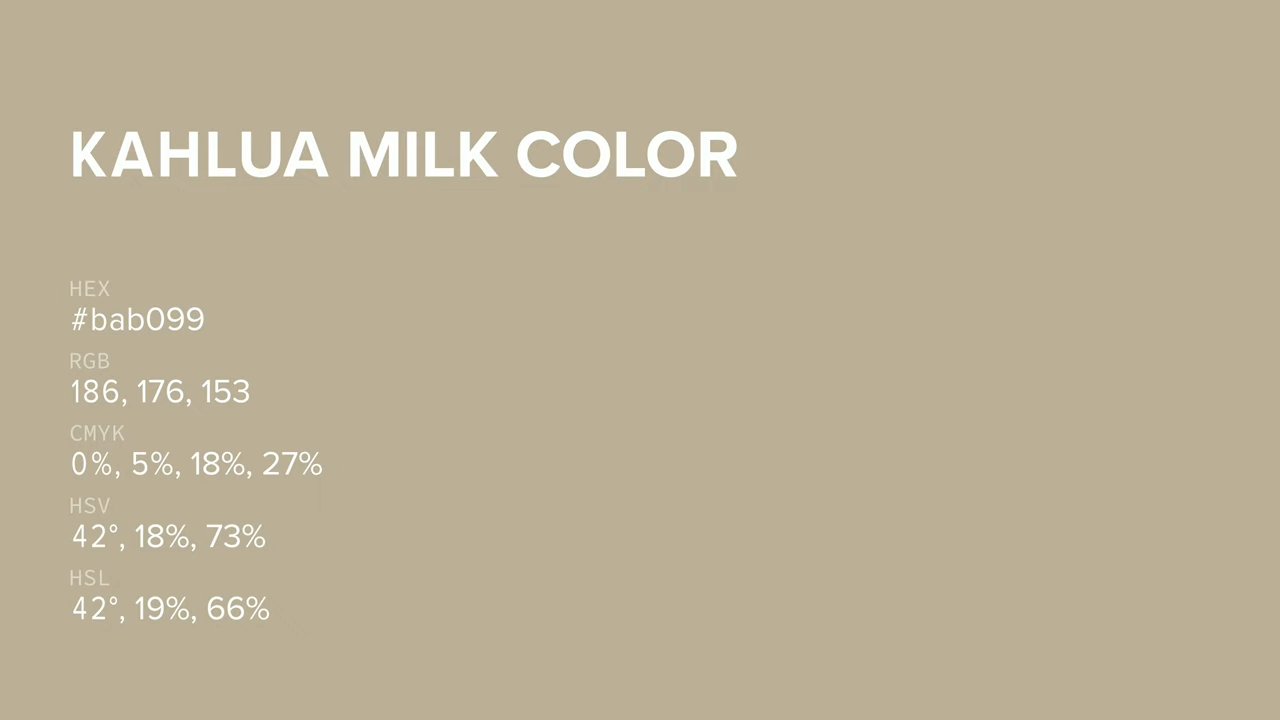 KAHLUA MILK COLOR
HEX
#bab099
RGB
186, 176, 153
CMYK
0%, 5%, 18%, 27%
HSV
42°, 18%, 73%
HSL
42°, 19%, 66%